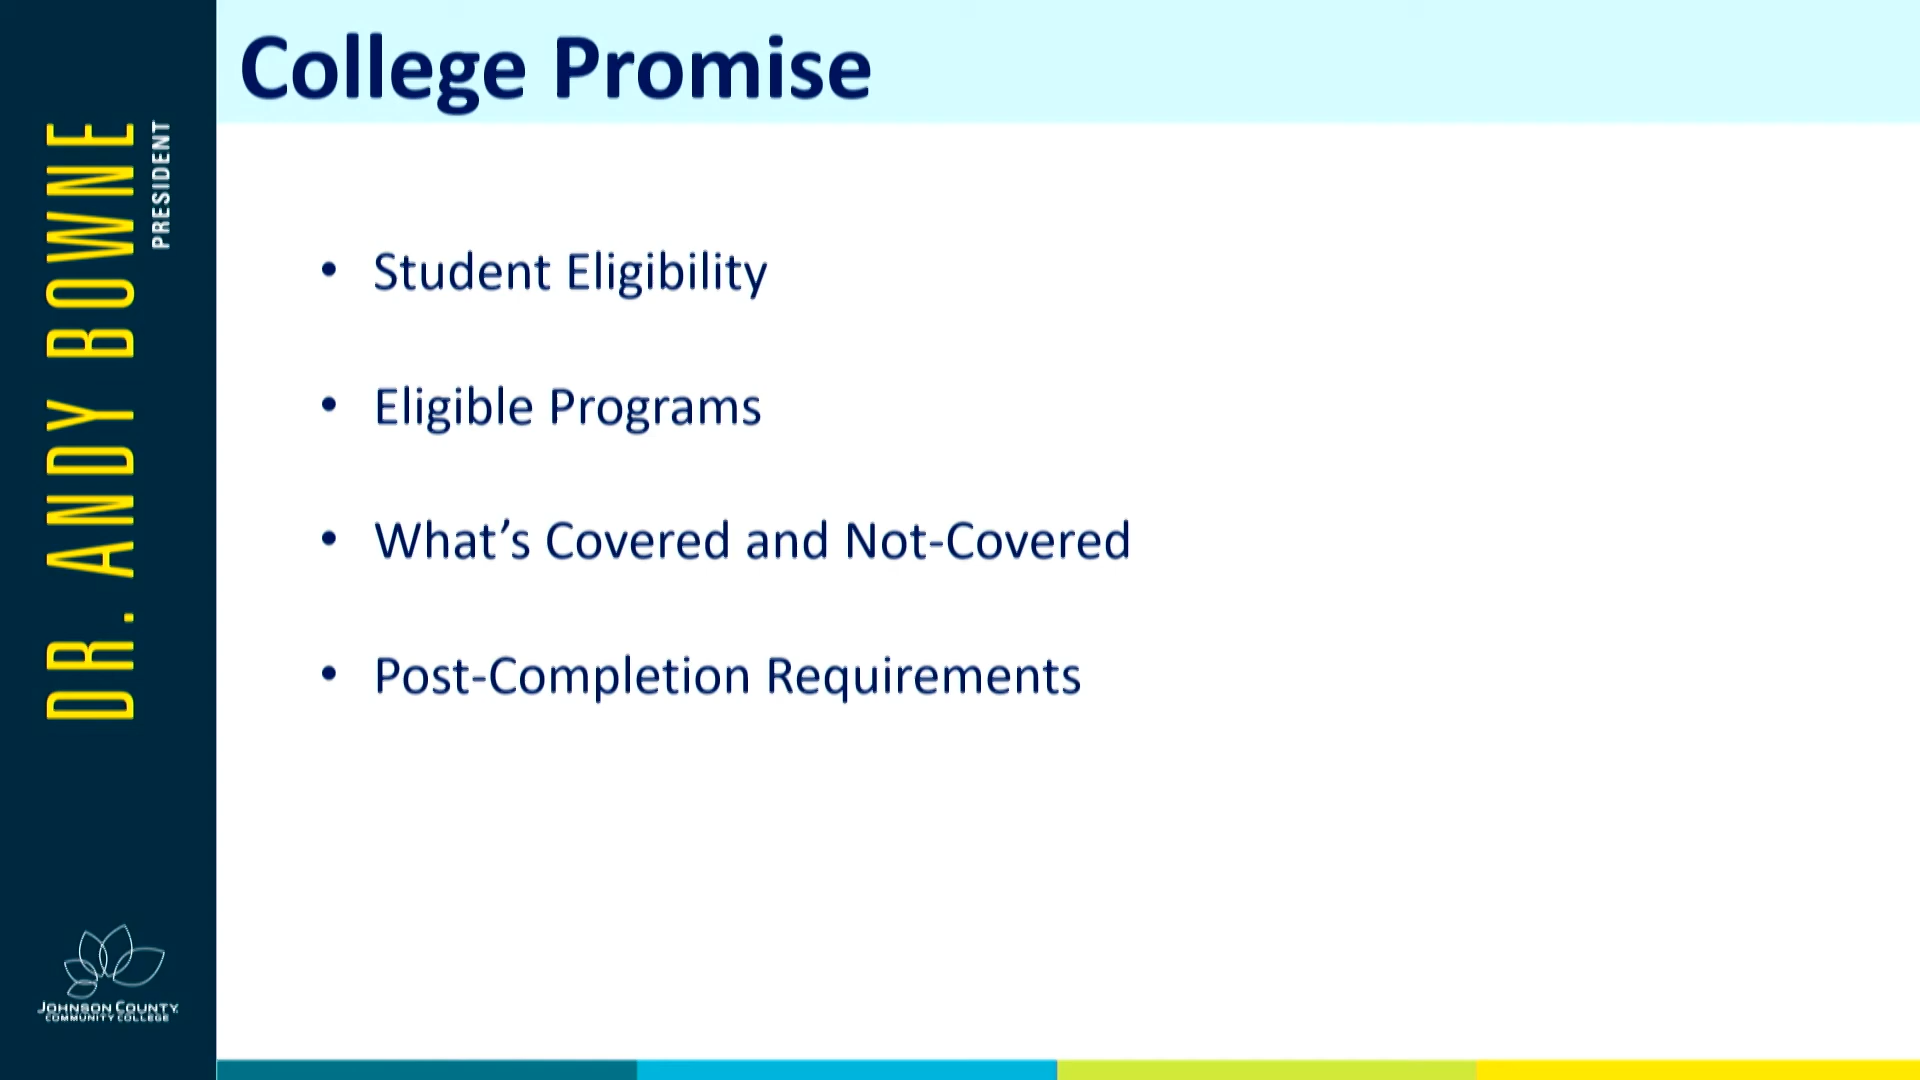 College Promise
DR. ANDY BOWNE
PRESIDENT
• Student Eligibility
• Eligible Programs
• What’s Covered and Not-Covered
• Post-Completion Requirements
JOHNSON COUNTY
COMMUNITY COLLEGE